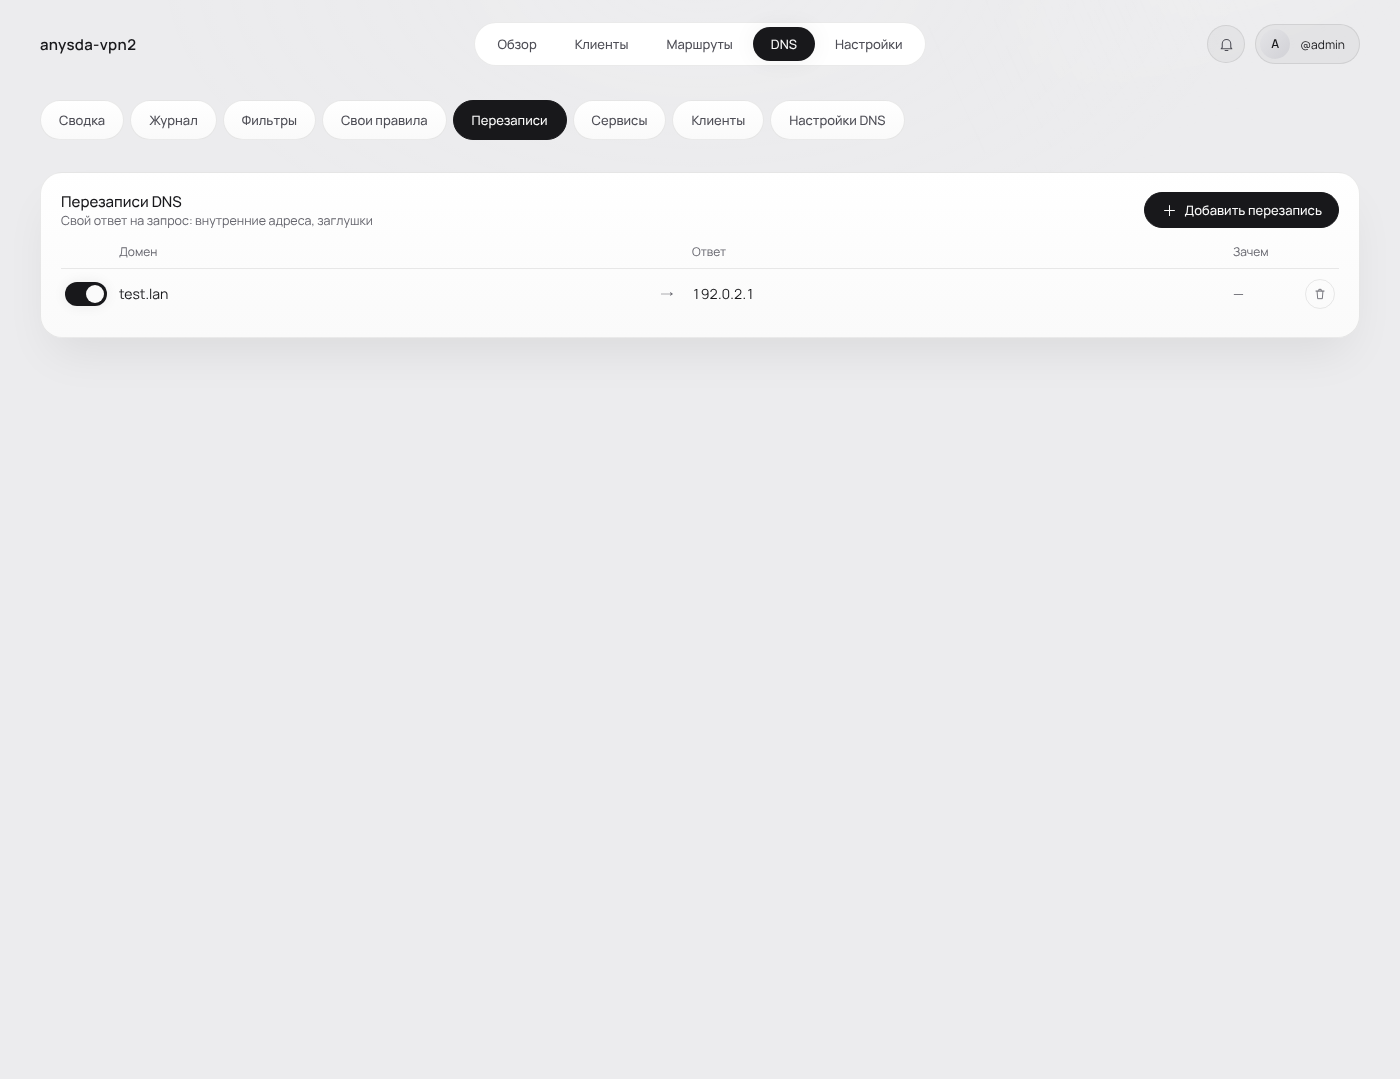 anysda-vpn2
Обзор Клиенты Маршруты DNS Настройки
A @admin
Сводка Журнал Фильтры Свои правила Перезаписи Сервисы Клиенты Настройки DNS
Перезаписи DNS
Свой ответ на запрос: внутренние адреса, заглушки
+ Добавить перезапись
Домен Ответ Зачем
test.lan → 192.0.2.1 —